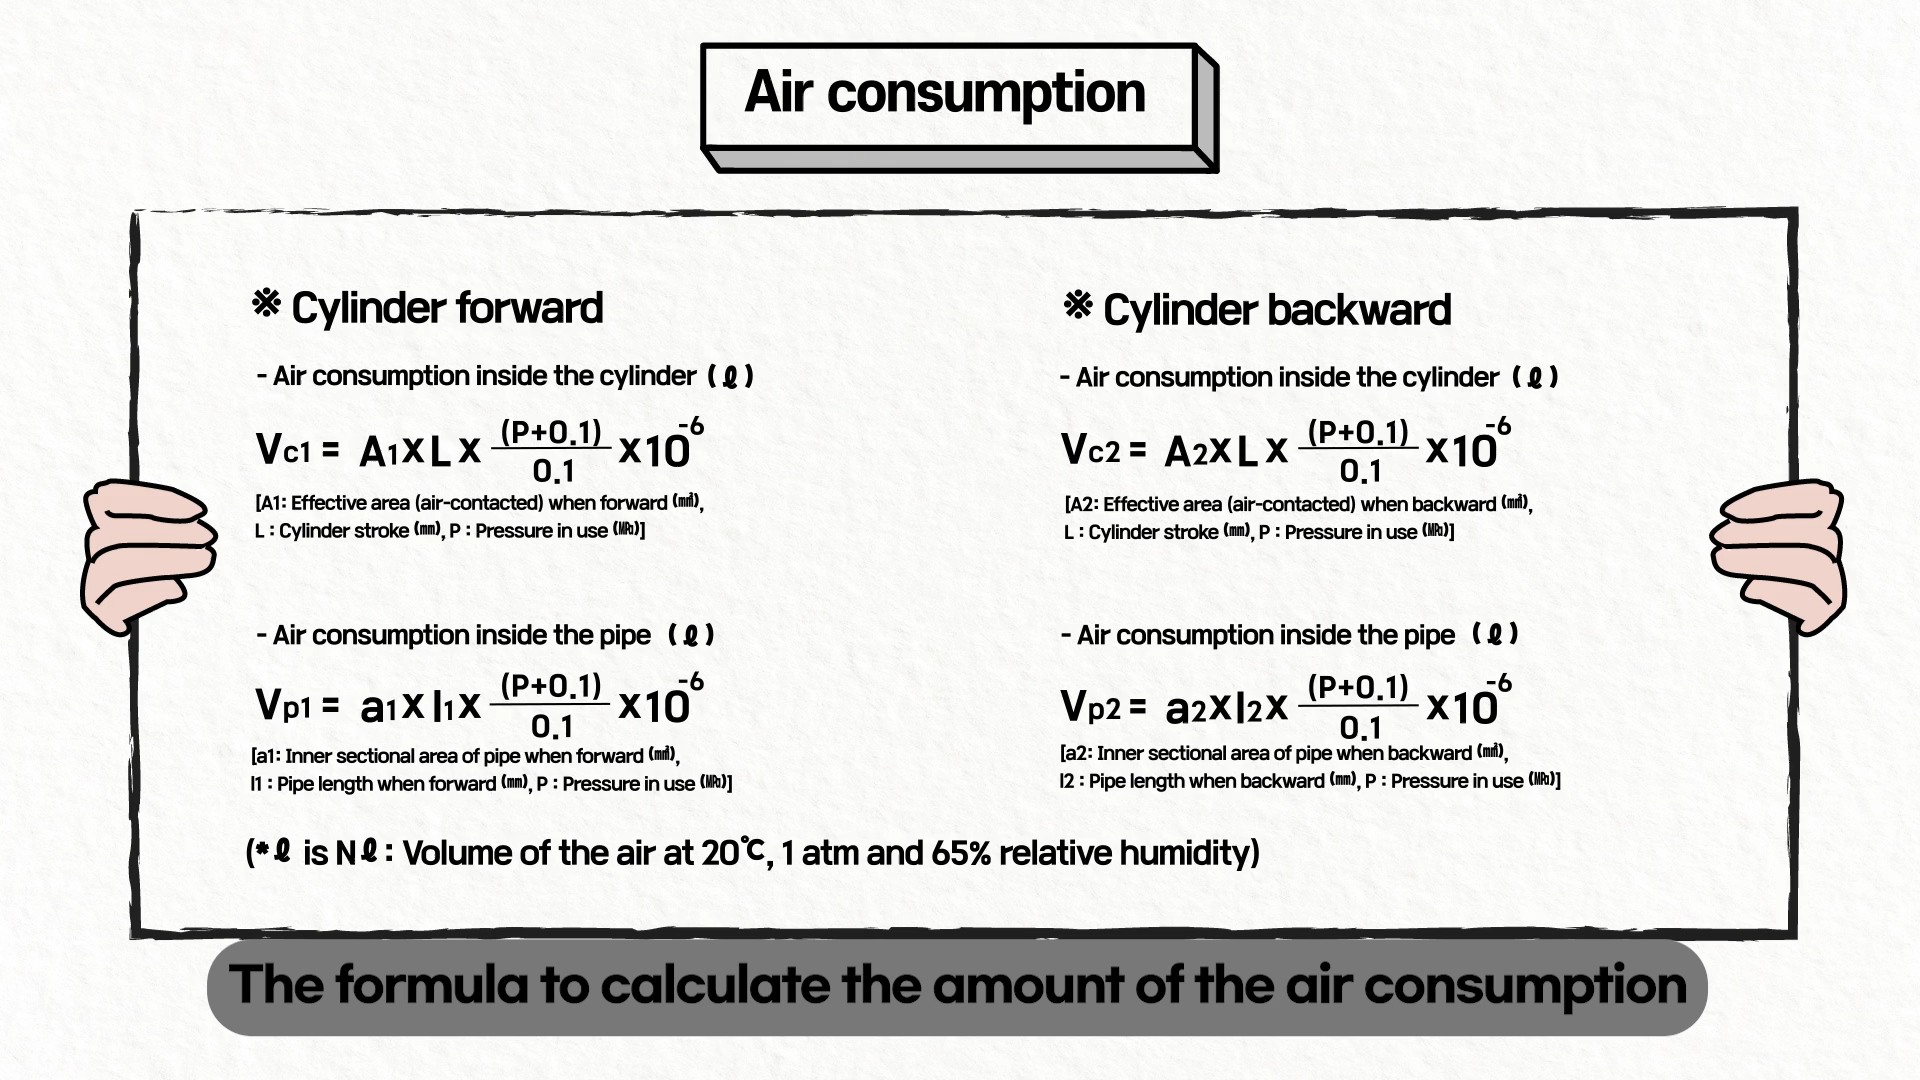 Air consumption
※ Cylinder forward
- Air consumption inside the cylinder (ℓ)
Vc1 = A1 x L x (P+0.1)/0.1 x10^-6
[A1: Effective area (air-contacted) when forward (㎟),
L : Cylinder stroke (㎜), P : Pressure in use (㎫)]
- Air consumption inside the pipe (ℓ)
Vp1 = a1 x l1 x (P+0.1)/0.1 x10^-6
[a1: Inner sectional area of pipe when forward (㎟),
l1 : Pipe length when forward (㎜), P : Pressure in use (㎫)]
※ Cylinder backward
- Air consumption inside the cylinder (ℓ)
Vc2 = A2 x L x (P+0.1)/0.1 x10^-6
[A2: Effective area (air-contacted) when backward (㎟),
L : Cylinder stroke (㎜), P : Pressure in use (㎫)]
- Air consumption inside the pipe (ℓ)
Vp2 = a2 x l2 x (P+0.1)/0.1 x10^-6
[a2: Inner sectional area of pipe when backward (㎟),
l2 : Pipe length when backward (㎜), P : Pressure in use (㎫)]
(*ℓ is Nℓ : Volume of the air at 20℃, 1 atm and 65% relative humidity)
The formula to calculate the amount of the air consumption